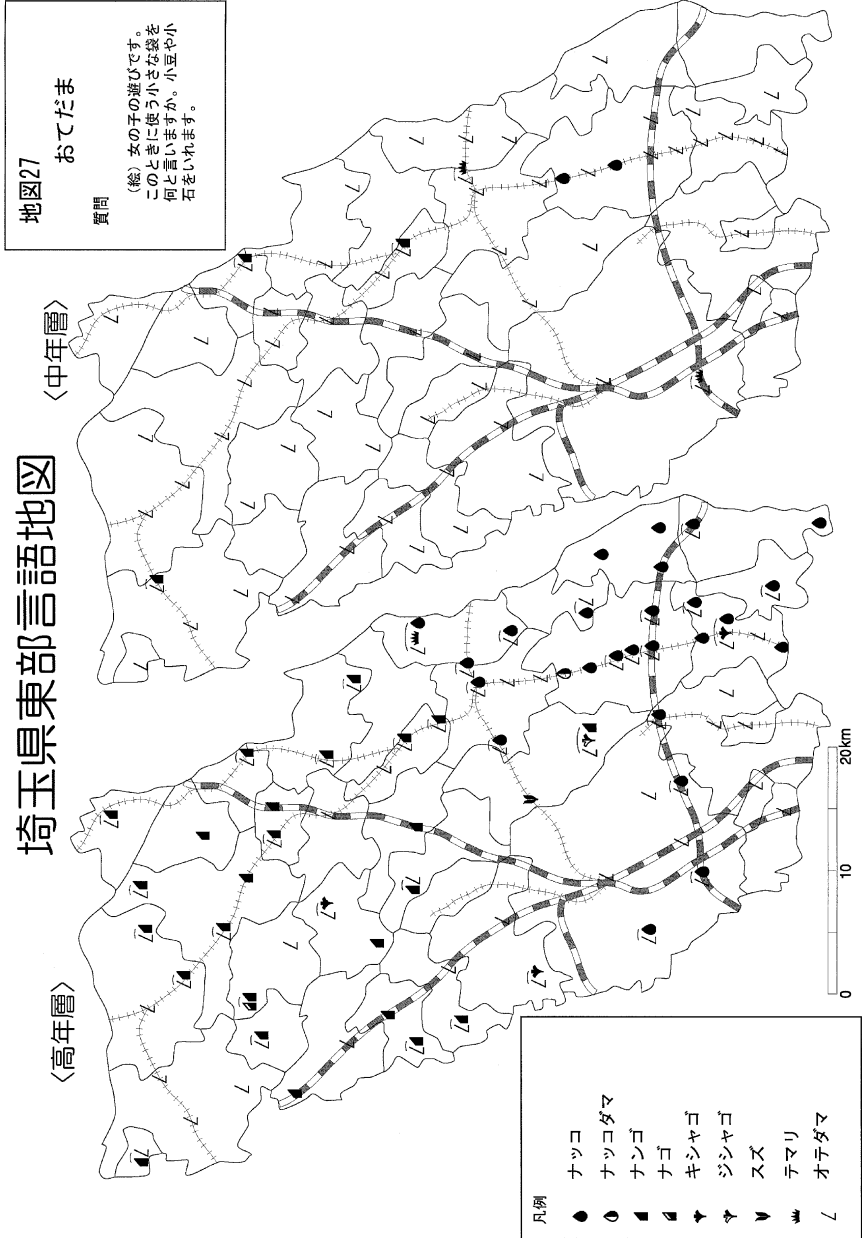 埼玉県東部言語地図
地図27
おてだま
質問
(絵) 女の子の遊びです。
このときに使う小さな袋を
何と言いますか。小豆や小
石をいれます。
〈高年層〉
〈中年層〉
凡例
ナッコ
ナッコダマ
ナンゴ
ナゴ
キシャゴ
ジシャゴ
スズ
テマリ
オテダマ
0 10 20km